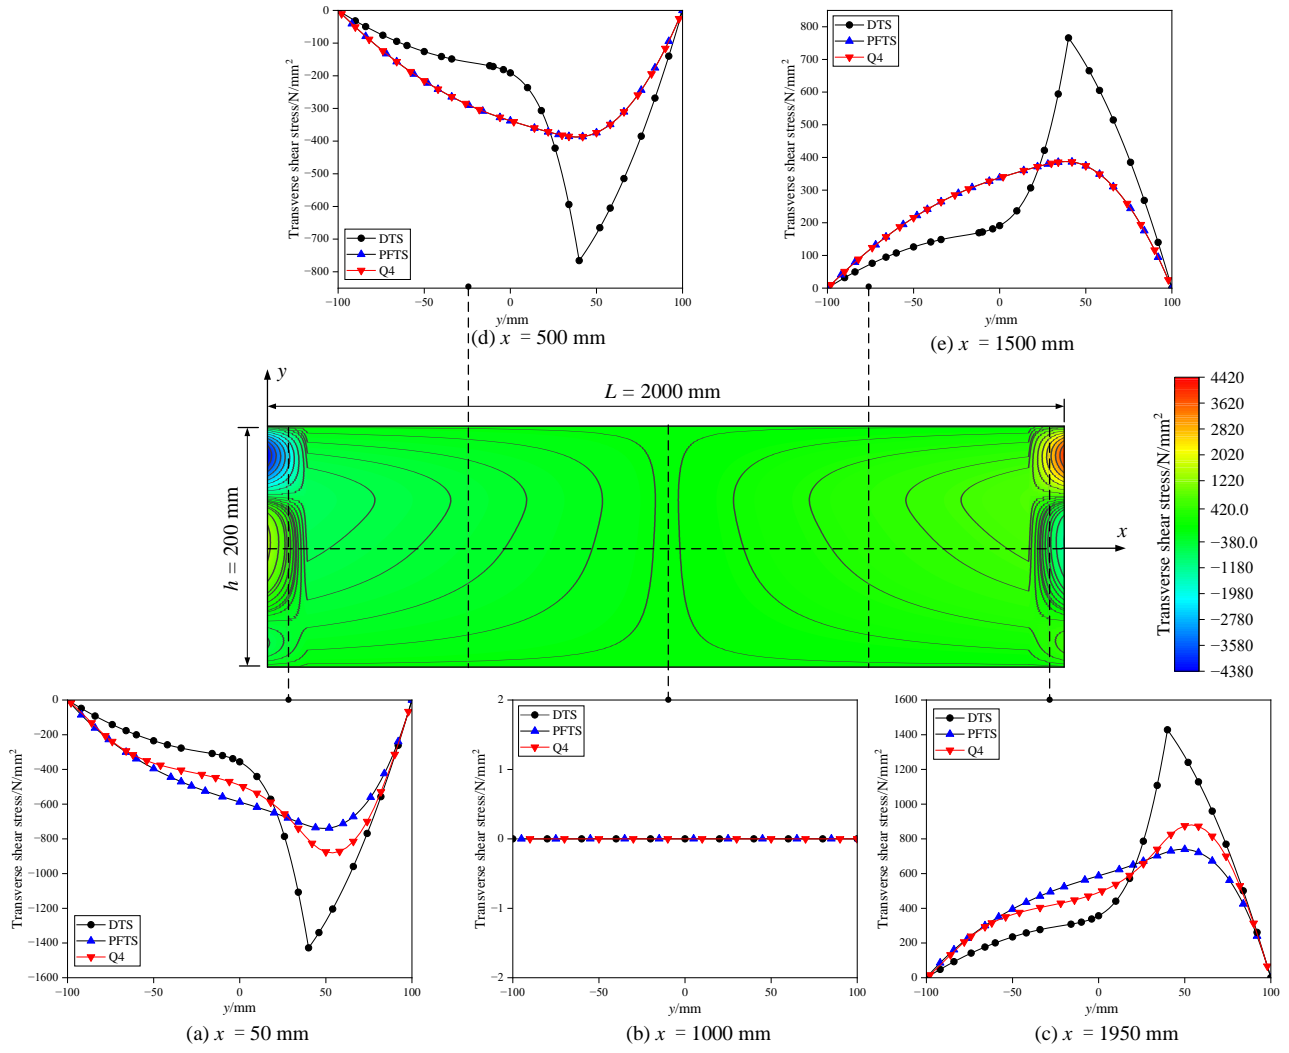 0
−100
−200
−300
−400
−500
−600
−700
−800
Transverse shear stress/N/mm²
DTS
PFTS
Q4
−100
−50
0
50
100
y/mm
(d) x = 500 mm
800
700
600
500
400
300
200
100
0
Transverse shear stress/N/mm²
DTS
PFTS
Q4
−100
−50
0
50
100
y/mm
(e) x = 1500 mm
y
L = 2000 mm
h = 200 mm
x
Transverse shear stress/N/mm²
4420
3620
2820
2020
1220
420.0
−380.0
−1180
−1980
−2780
−3580
−4380
0
−200
−400
−600
−800
−1000
−1200
−1400
−1600
Transverse shear stress/N/mm²
DTS
PFTS
Q4
−100
−50
0
50
100
y/mm
(a) x = 50 mm
2
1
0
−1
−2
Transverse shear stress/N/mm²
DTS
PFTS
Q4
−100
−50
0
50
100
y/mm
(b) x = 1000 mm
1600
1400
1200
1000
800
600
400
200
0
Transverse shear stress/N/mm²
DTS
PFTS
Q4
−100
−50
0
50
100
y/mm
(c) x = 1950 mm